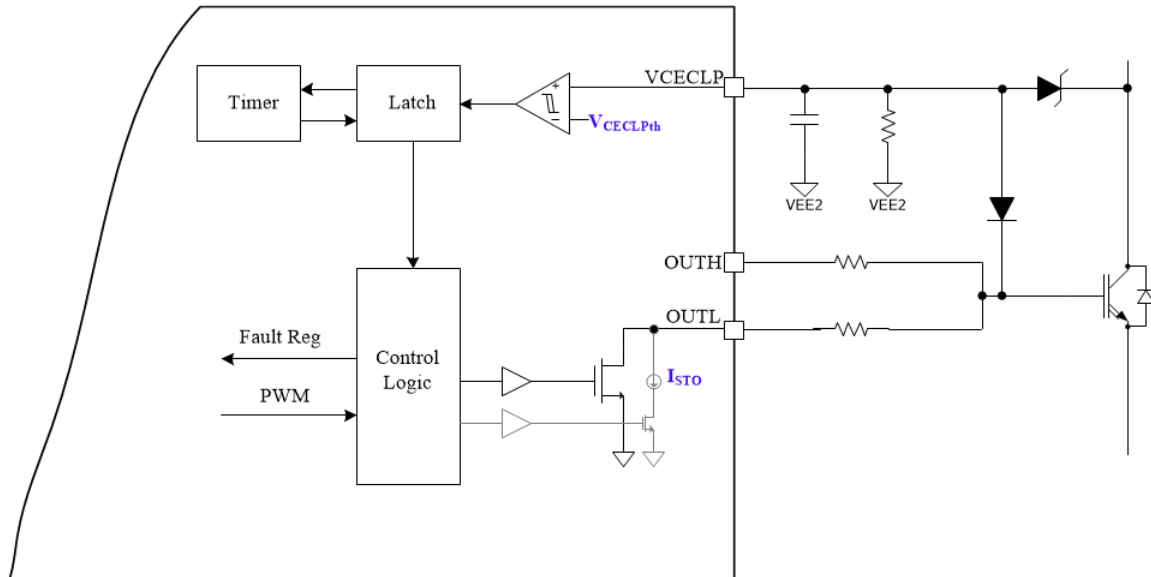 VCECLP
Timer
Latch
VCECLPth
VEE2
VEE2
OUTH
OUTL
Fault Reg
Control
Logic
ISTO
PWM